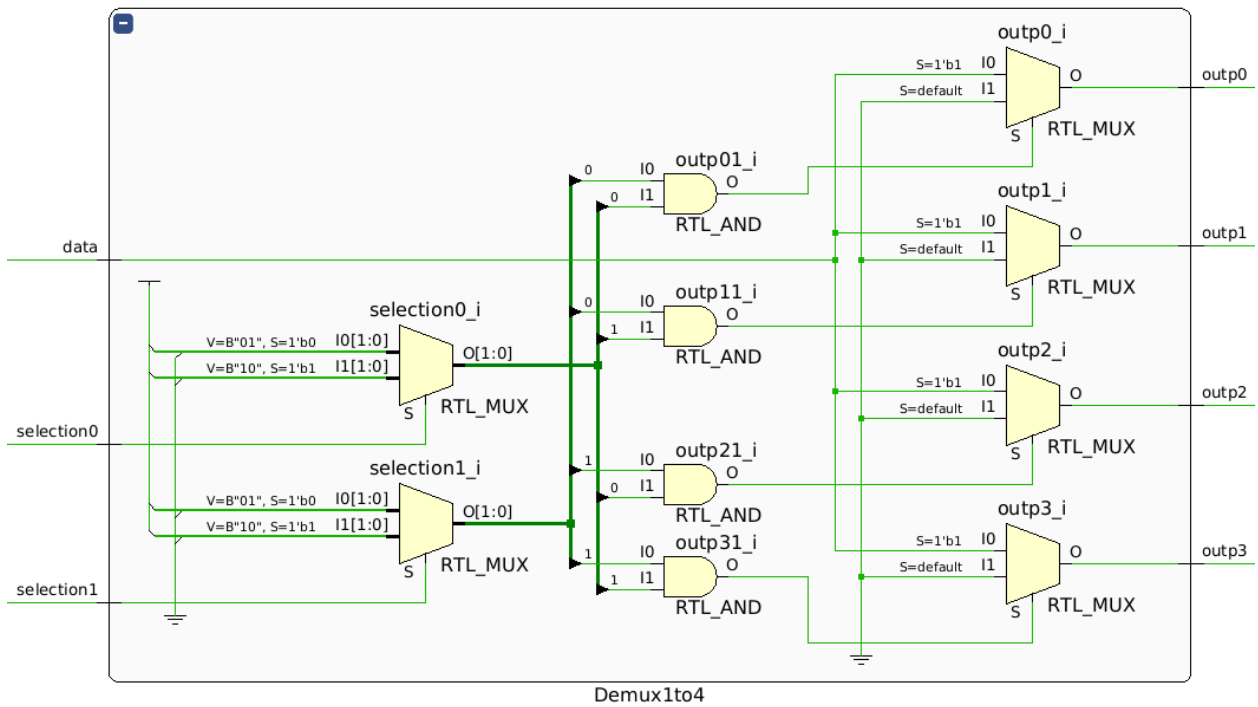 outp0_i
S=1'b1 I0
O
outp0
S=default I1
S RTL_MUX
outp01_i
0 I0
O
0 I1
RTL_AND
outp1_i
S=1'b1 I0
O
outp1
S=default I1
S RTL_MUX
data
outp11_i
0 I0
O
1 I1
RTL_AND
selection0_i
V=B"01", S=1'b0 I0[1:0]
O[1:0]
V=B"10", S=1'b1 I1[1:0]
S RTL_MUX
selection0
outp2_i
S=1'b1 I0
O
outp2
S=default I1
S RTL_MUX
outp21_i
1 I0
O
0 I1
RTL_AND
selection1_i
V=B"01", S=1'b0 I0[1:0]
O[1:0]
V=B"10", S=1'b1 I1[1:0]
S RTL_MUX
selection1
outp3_i
S=1'b1 I0
O
outp3
S=default I1
S RTL_MUX
outp31_i
1 I0
O
1 I1
RTL_AND
Demux1to4